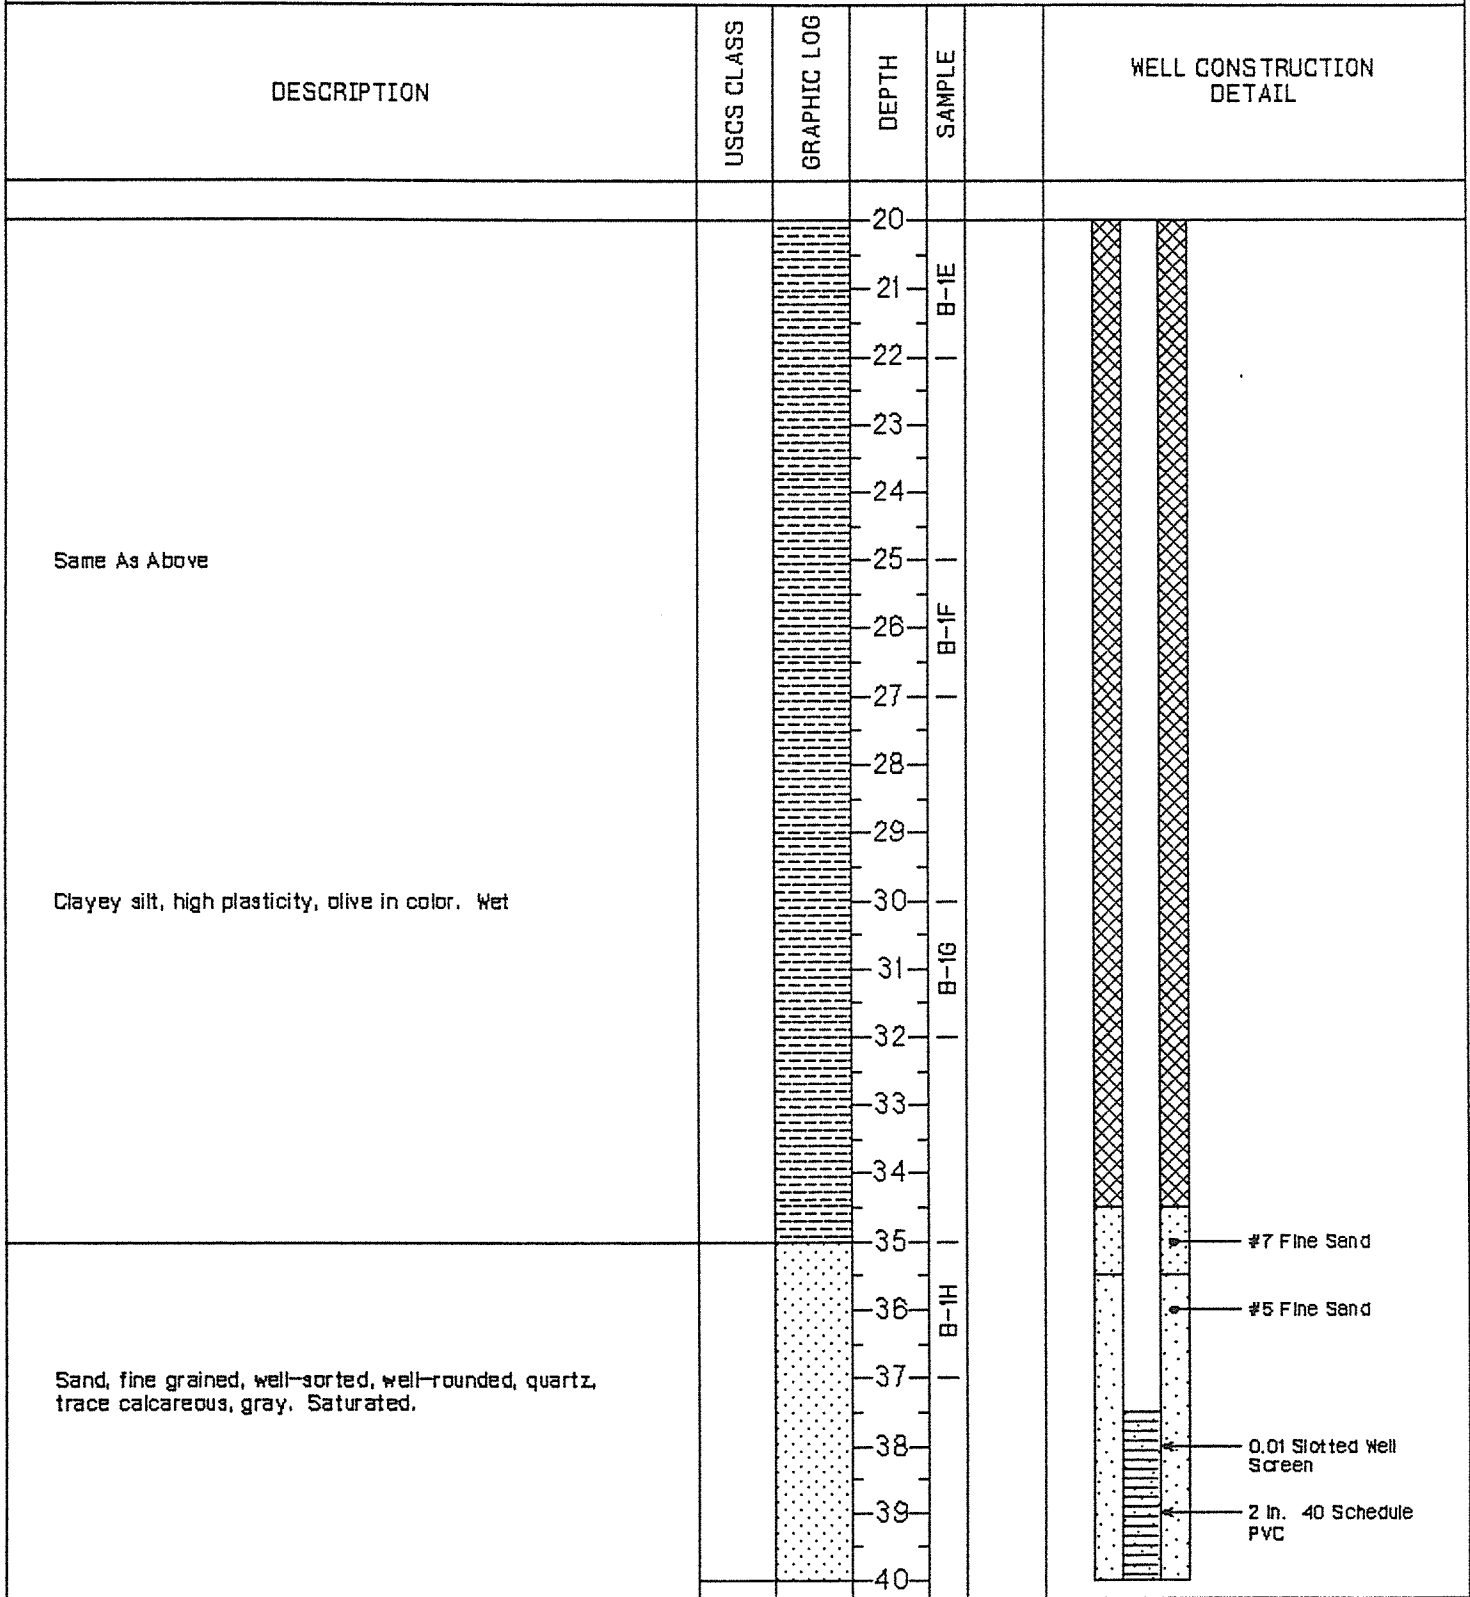 DESCRIPTION
USCS CLASS
GRAPHIC LOG
DEPTH
SAMPLE
WELL CONSTRUCTION
DETAIL
20
B-1E
21
22
23
24
Same As Above
25
26
B-1F
27
28
29
Clayey silt, high plasticity, olive in color. Wet
30
31
B-1G
32
33
34
35
#7 Fine Sand
36
B-1H
#5 Fine Sand
37
Sand, fine grained, well-sorted, well-rounded, quartz,
trace calcareous, gray. Saturated.
38
0.01 Slotted Well
Screen
39
2 in. 40 Schedule
PVC
40